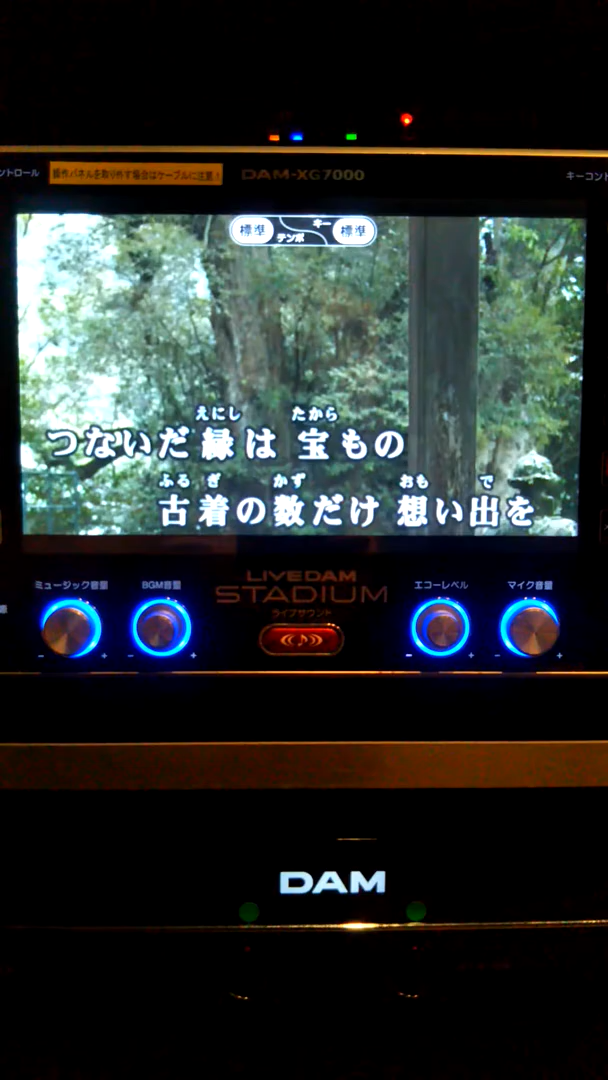 ントロール
操作パネルを取り外す場合はケーブルに注意!
DAM-XG7000
キーコント
標準
テンポ
キー
標準
えにし たから
つないだ 縁は 宝もの
ふる ぎ かず おも で
古着の数だけ 想い出を
LIVE DAM
STADIUM
ミュージック音量
BGM音量
ライブサウンド
エコーレベル
マイク音量
- +
- +
- +
- +
DAM